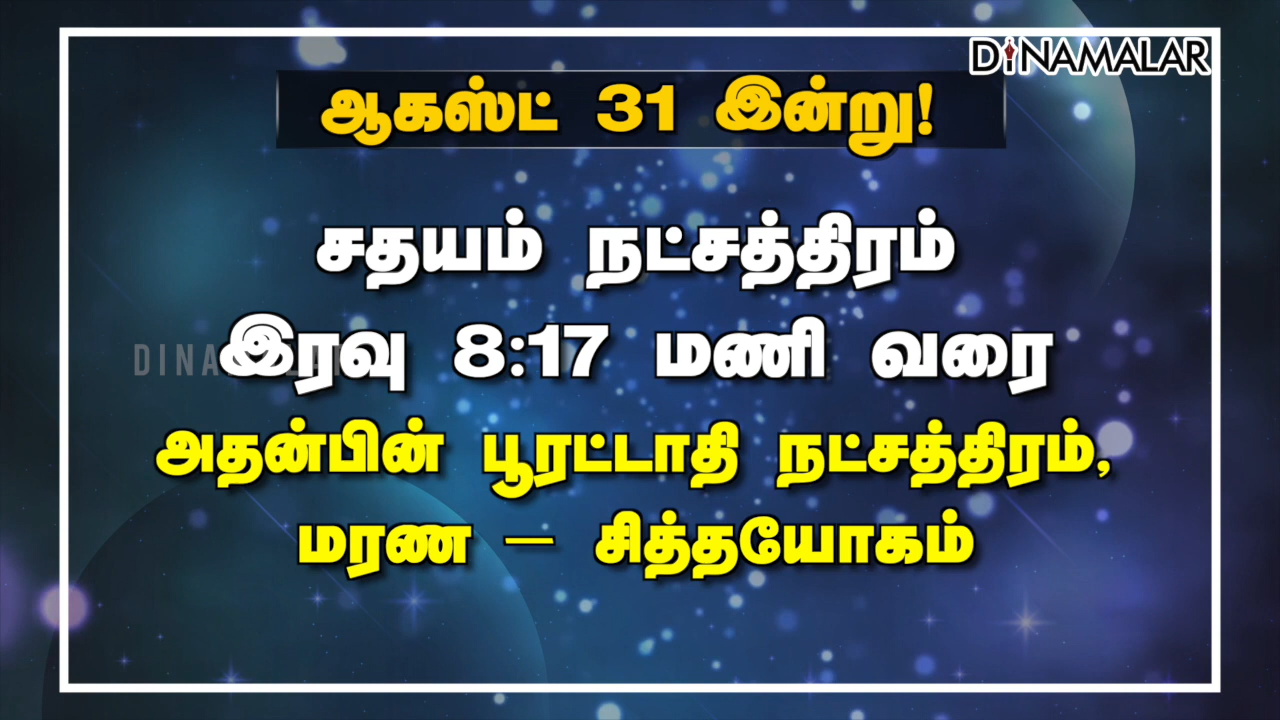 DINAMALAR
ஆகஸ்ட் 31 இன்று!
சதயம் நட்சத்திரம்
இரவு 8:17 மணி வரை
அதன்பின் பூரட்டாதி நட்சத்திரம்,
மரண – சித்தயோகம்